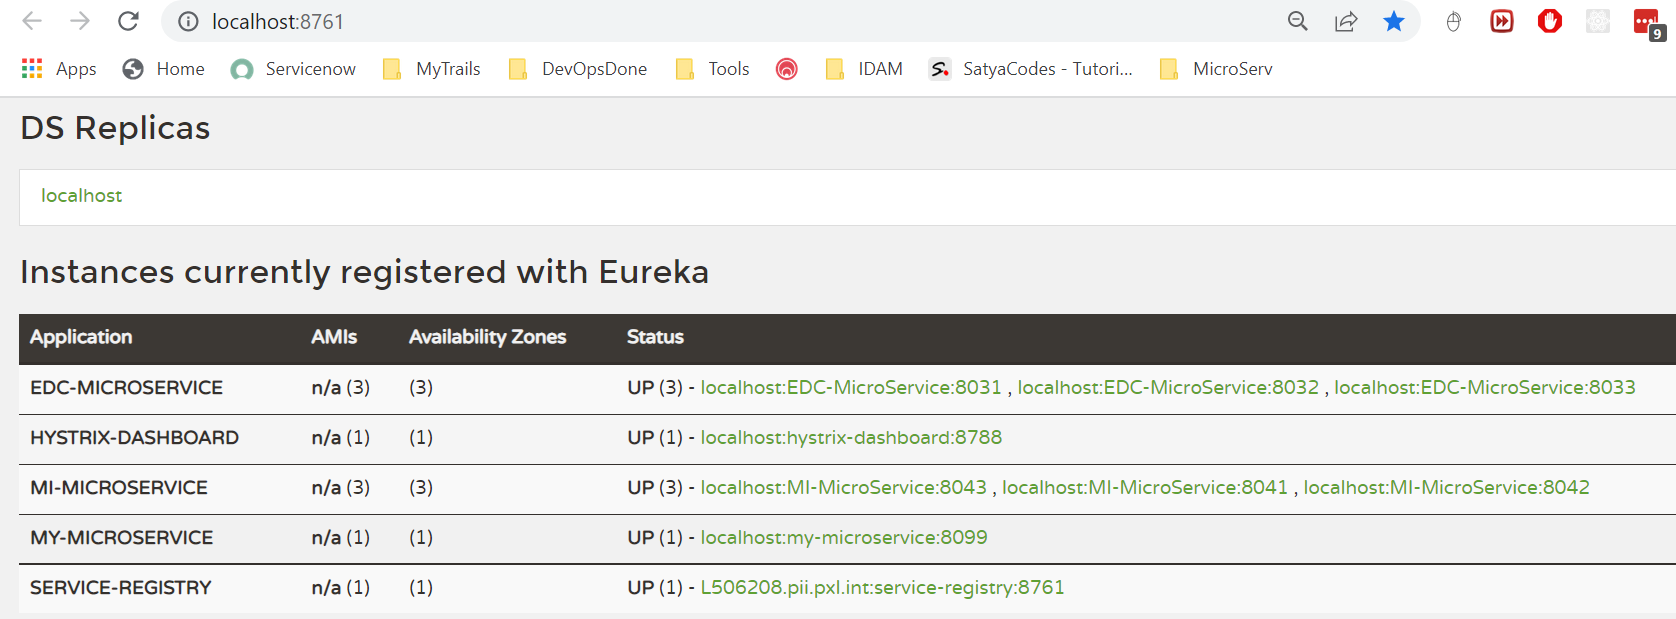 localhost:8761
9
Apps Home Servicenow MyTrails DevOpsDone Tools IDAM S. SatyaCodes - Tutori... MicroServ
DS Replicas
localhost
Instances currently registered with Eureka
Application AMIs Availability Zones Status
EDC-MICROSERVICE n/a (3) (3) UP (3) - localhost:EDC-MicroService:8031 , localhost:EDC-MicroService:8032 , localhost:EDC-MicroService:8033
HYSTRIX-DASHBOARD n/a (1) (1) UP (1) - localhost:hystrix-dashboard:8788
MI-MICROSERVICE n/a (3) (3) UP (3) - localhost:MI-MicroService:8043 , localhost:MI-MicroService:8041 , localhost:MI-MicroService:8042
MY-MICROSERVICE n/a (1) (1) UP (1) - localhost:my-microservice:8099
SERVICE-REGISTRY n/a (1) (1) UP (1) - L506208.pii.pxl.int:service-registry:8761